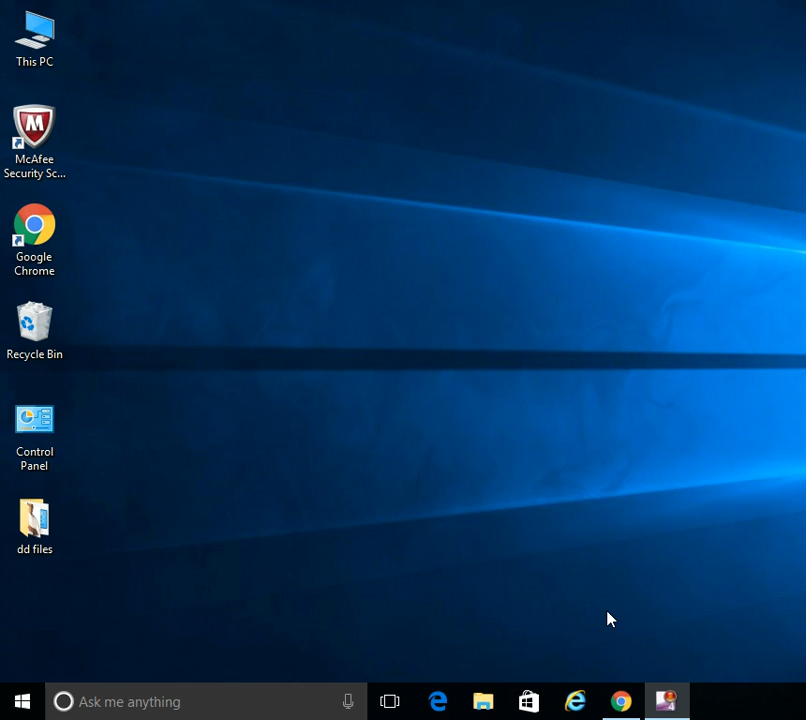 This PC
McAfee
Security Sc...
Google
Chrome
Recycle Bin
Control
Panel
dd files
Ask me anything